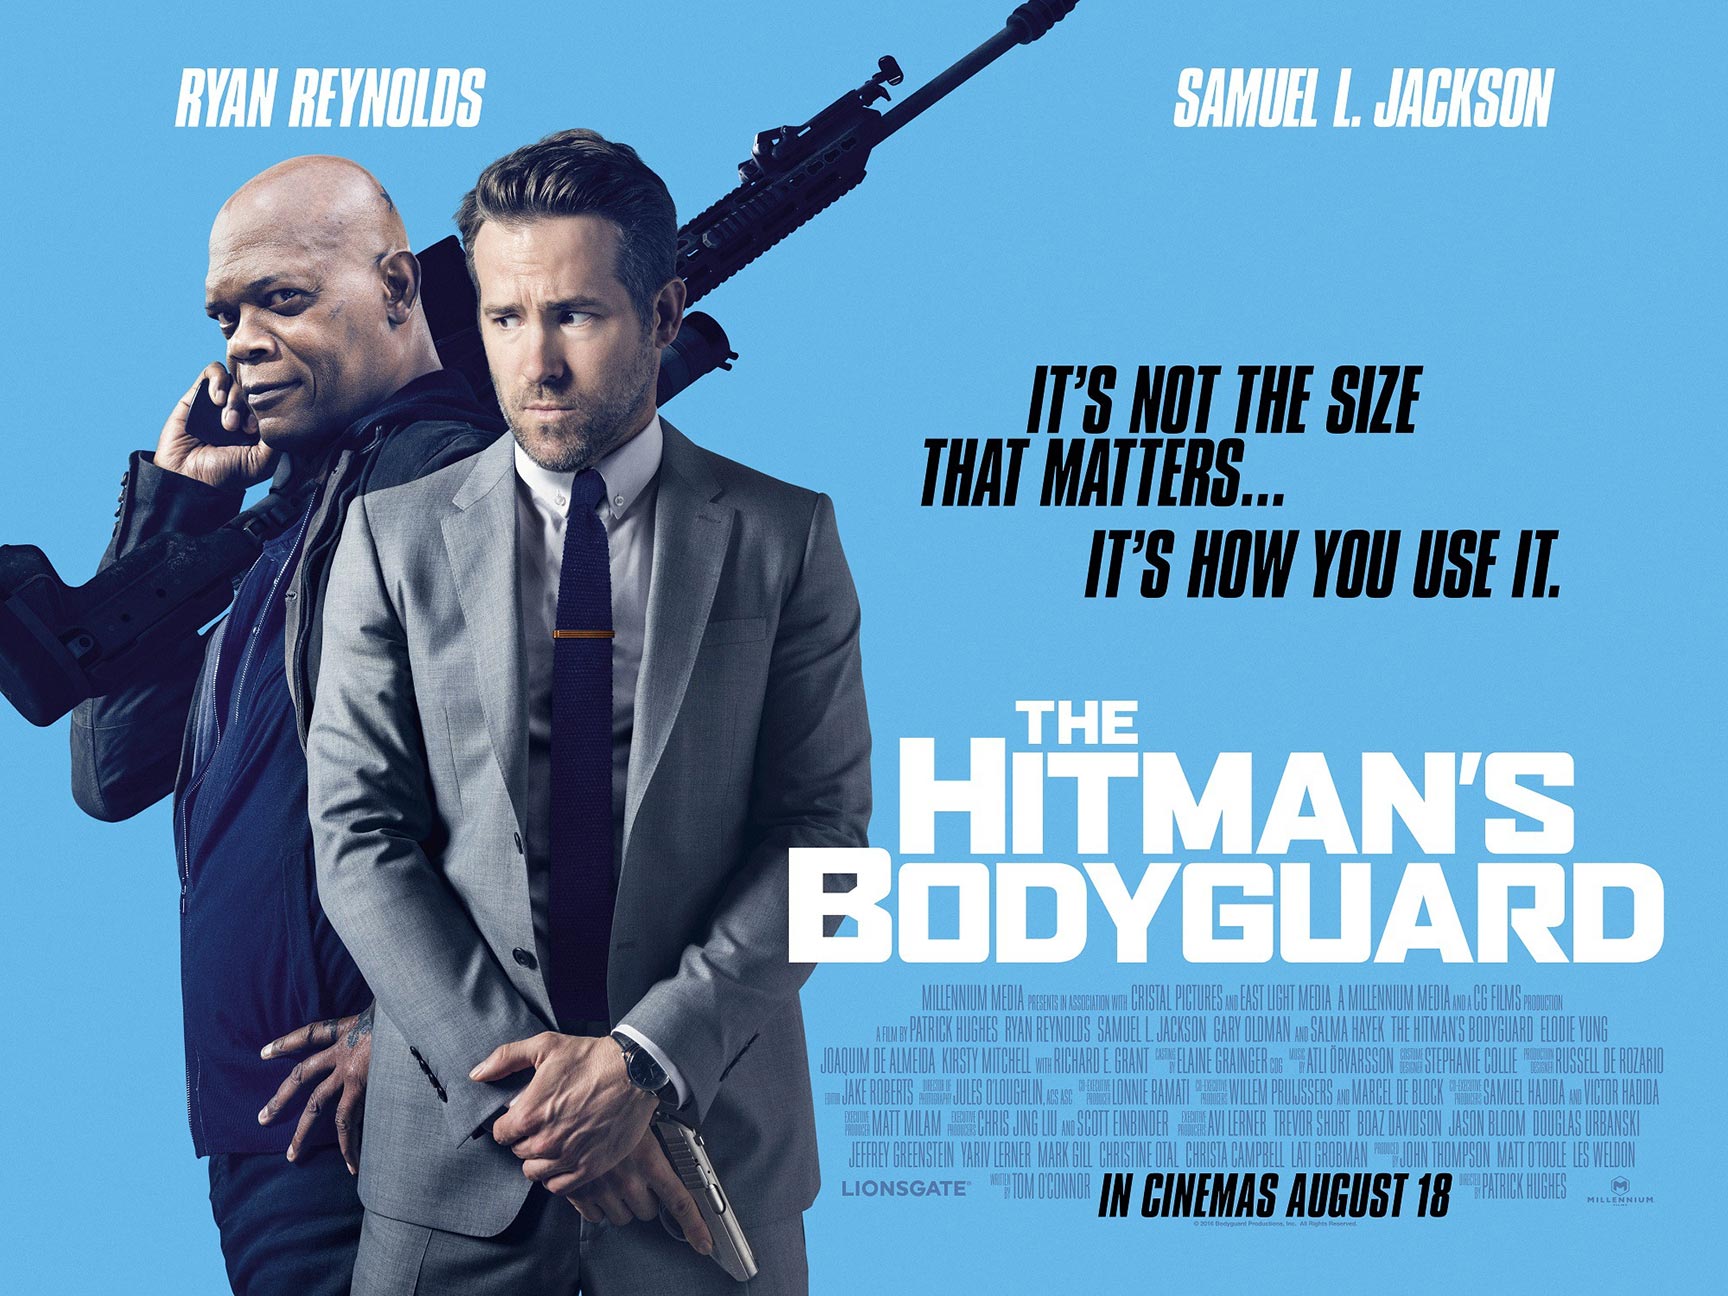 RYAN REYNOLDS
SAMUEL L. JACKSON
IT'S NOT THE SIZE
THAT MATTERS...
IT'S HOW YOU USE IT.
THE
HITMAN'S
BODYGUARD
MILLENNIUM MEDIA PRESENTS IN ASSOCIATION WITH CRISTAL PICTURES AND EAST LIGHT MEDIA A MILLENNIUM MEDIA AND A CG FILMS PRODUCTION
A FILM BY PATRICK HUGHES RYAN REYNOLDS SAMUEL L. JACKSON GARY OLDMAN AND SALMA HAYEK THE HITMAN'S BODYGUARD ELODIE YUNG
JOAQUIM DE ALMEIDA KIRSTY MITCHELL WITH RICHARD E. GRANT CASTING BY ELAINE GRAINGER CDG MUSIC BY ATLI ÖRVARSSON COSTUME DESIGNER STEPHANIE COLLIE PRODUCTION DESIGNER RUSSELL DE ROZARIO
EDITOR JAKE ROBERTS DIRECTOR OF PHOTOGRAPHY JULES O'LOUGHLIN, ACS ASC CO-EXECUTIVE PRODUCER LONNIE RAMATI CO-EXECUTIVE PRODUCERS WILLEM PRUIJSSERS AND MARCEL DE BLOCK CO-EXECUTIVE PRODUCERS SAMUEL HADIDA AND VICTOR HADIDA
EXECUTIVE PRODUCER MATT MILAM EXECUTIVE PRODUCERS CHRIS JING LIU AND SCOTT EINBINDER EXECUTIVE PRODUCERS AVI LERNER TREVOR SHORT BOAZ DAVIDSON JASON BLOOM DOUGLAS URBANSKI
JEFFREY GREENSTEIN YARIV LERNER MARK GILL CHRISTINE OTAL CHRISTA CAMPBELL LATI GROBMAN PRODUCED BY JOHN THOMPSON MATT O'TOOLE LES WELDON
LIONSGATE® WRITTEN BY TOM O'CONNOR IN CINEMAS AUGUST 18 DIRECTED BY PATRICK HUGHES MILLENNIUM FILMS
© 2016 Bodyguard Productions, Inc. All Rights Reserved.